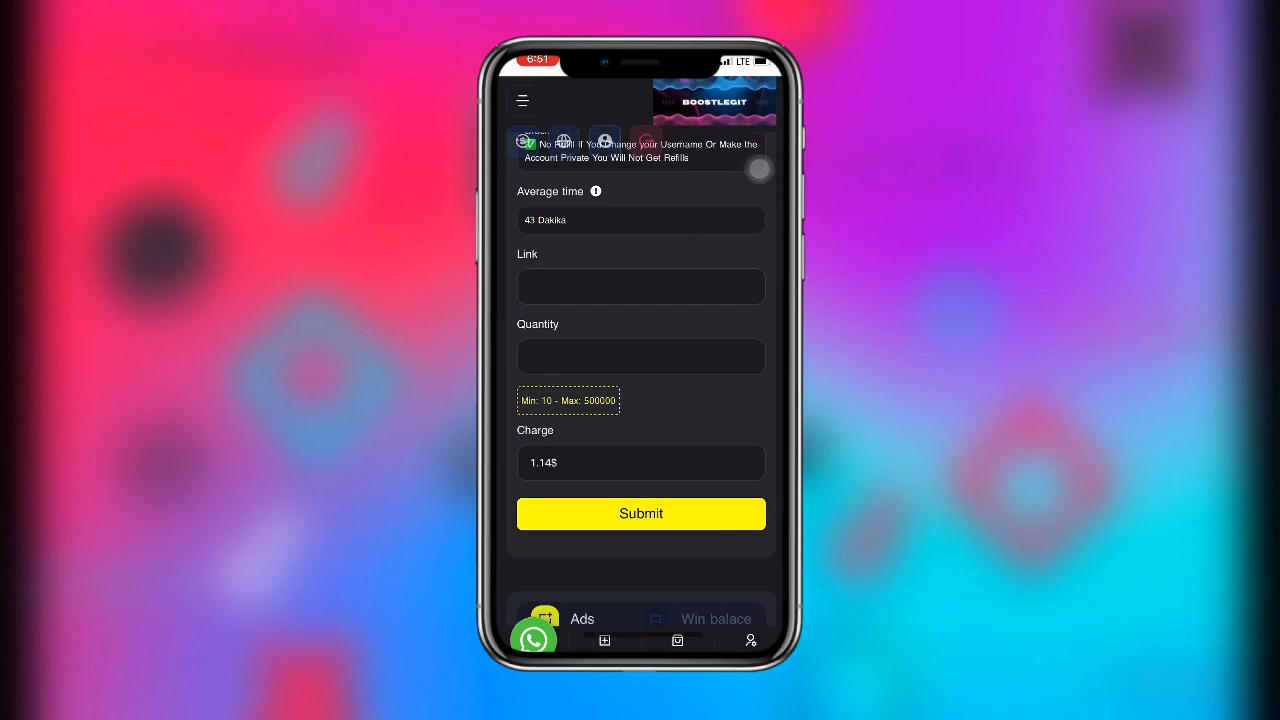 6:51
LTE
BOOSTLEGIT
✅ No Refill If You Change your Username Or Make the
Account Private You Will Not Get Refills
Average time
43 Dakika
Link
Quantity
Min: 10 - Max: 500000
Charge
1.14$
Submit
Ads
Win balace